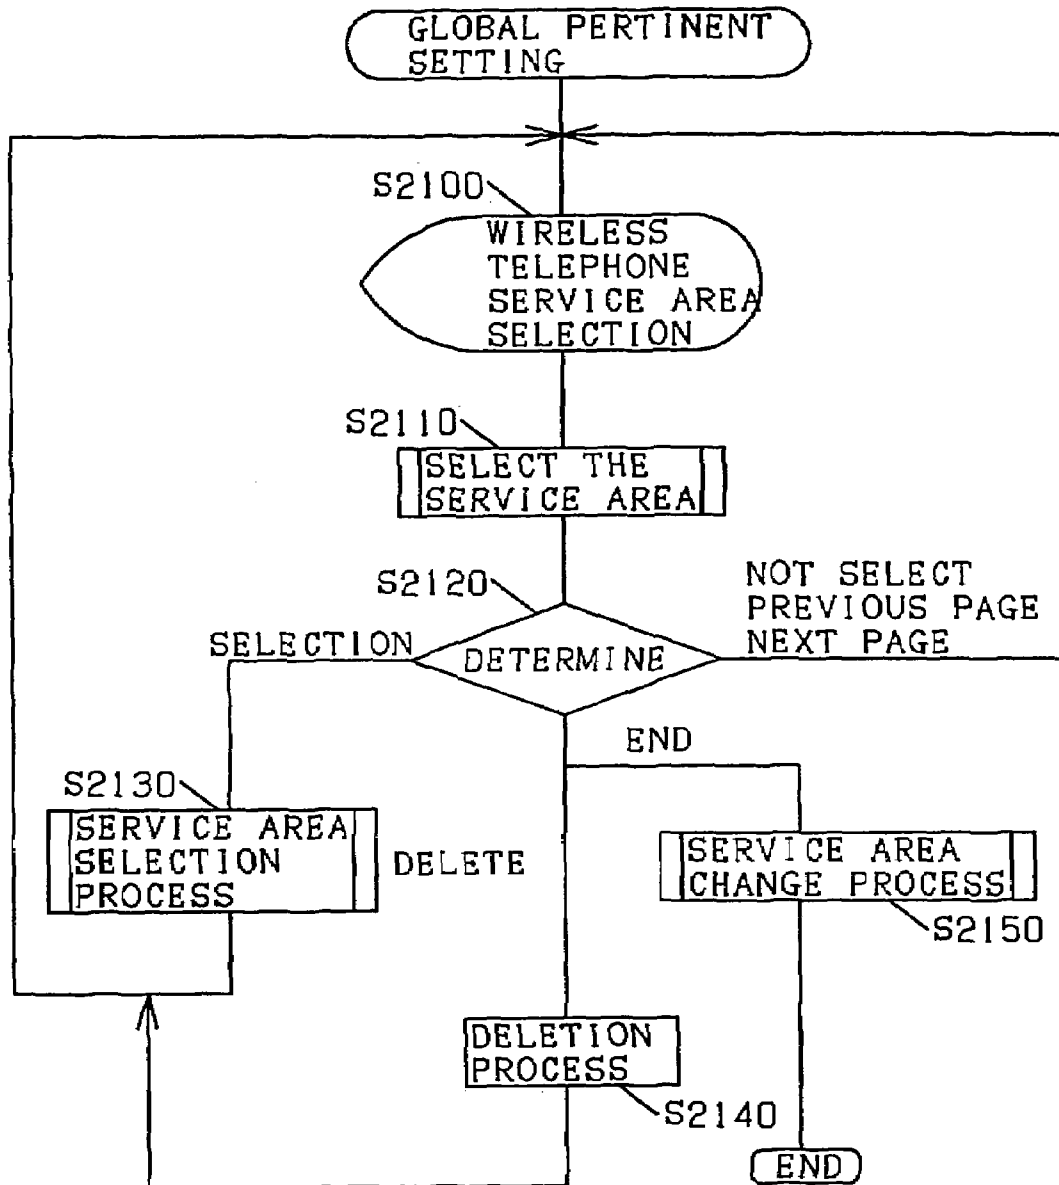 GLOBAL PERTINENT
SETTING
S2100
WIRELESS
TELEPHONE
SERVICE AREA
SELECTION
S2110
SELECT THE
SERVICE AREA
S2120
NOT SELECT
PREVIOUS PAGE
NEXT PAGE
SELECTION
DETERMINE
END
S2130
SERVICE AREA
SELECTION
PROCESS
DELETE
SERVICE AREA
CHANGE PROCESS
S2150
DELETION
PROCESS
S2140
END